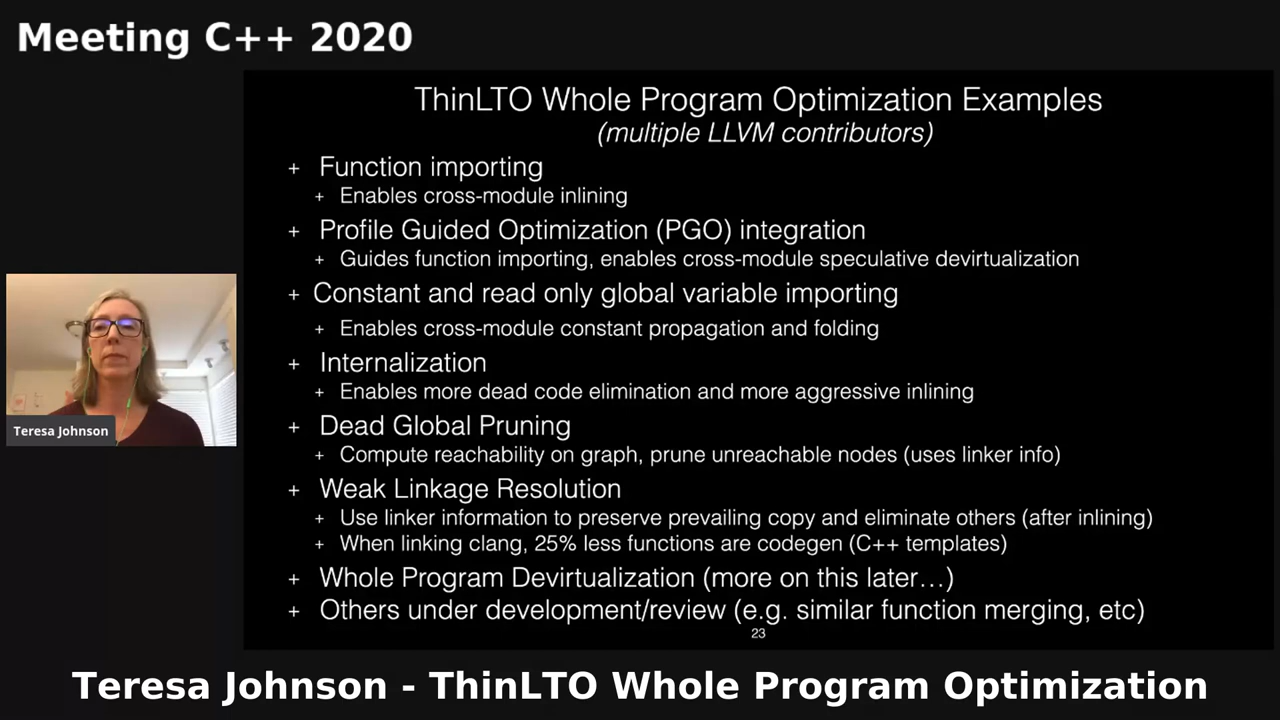 Meeting C++ 2020
ThinLTO Whole Program Optimization Examples
(multiple LLVM contributors)
+ Function importing
+ Enables cross-module inlining
+ Profile Guided Optimization (PGO) integration
+ Guides function importing, enables cross-module speculative devirtualization
+ Constant and read only global variable importing
+ Enables cross-module constant propagation and folding
+ Internalization
+ Enables more dead code elimination and more aggressive inlining
+ Dead Global Pruning
+ Compute reachability on graph, prune unreachable nodes (uses linker info)
+ Weak Linkage Resolution
+ Use linker information to preserve prevailing copy and eliminate others (after inlining)
+ When linking clang, 25% less functions are codegen (C++ templates)
+ Whole Program Devirtualization (more on this later…)
+ Others under development/review (e.g. similar function merging, etc)
23
Teresa Johnson
Teresa Johnson - ThinLTO Whole Program Optimization